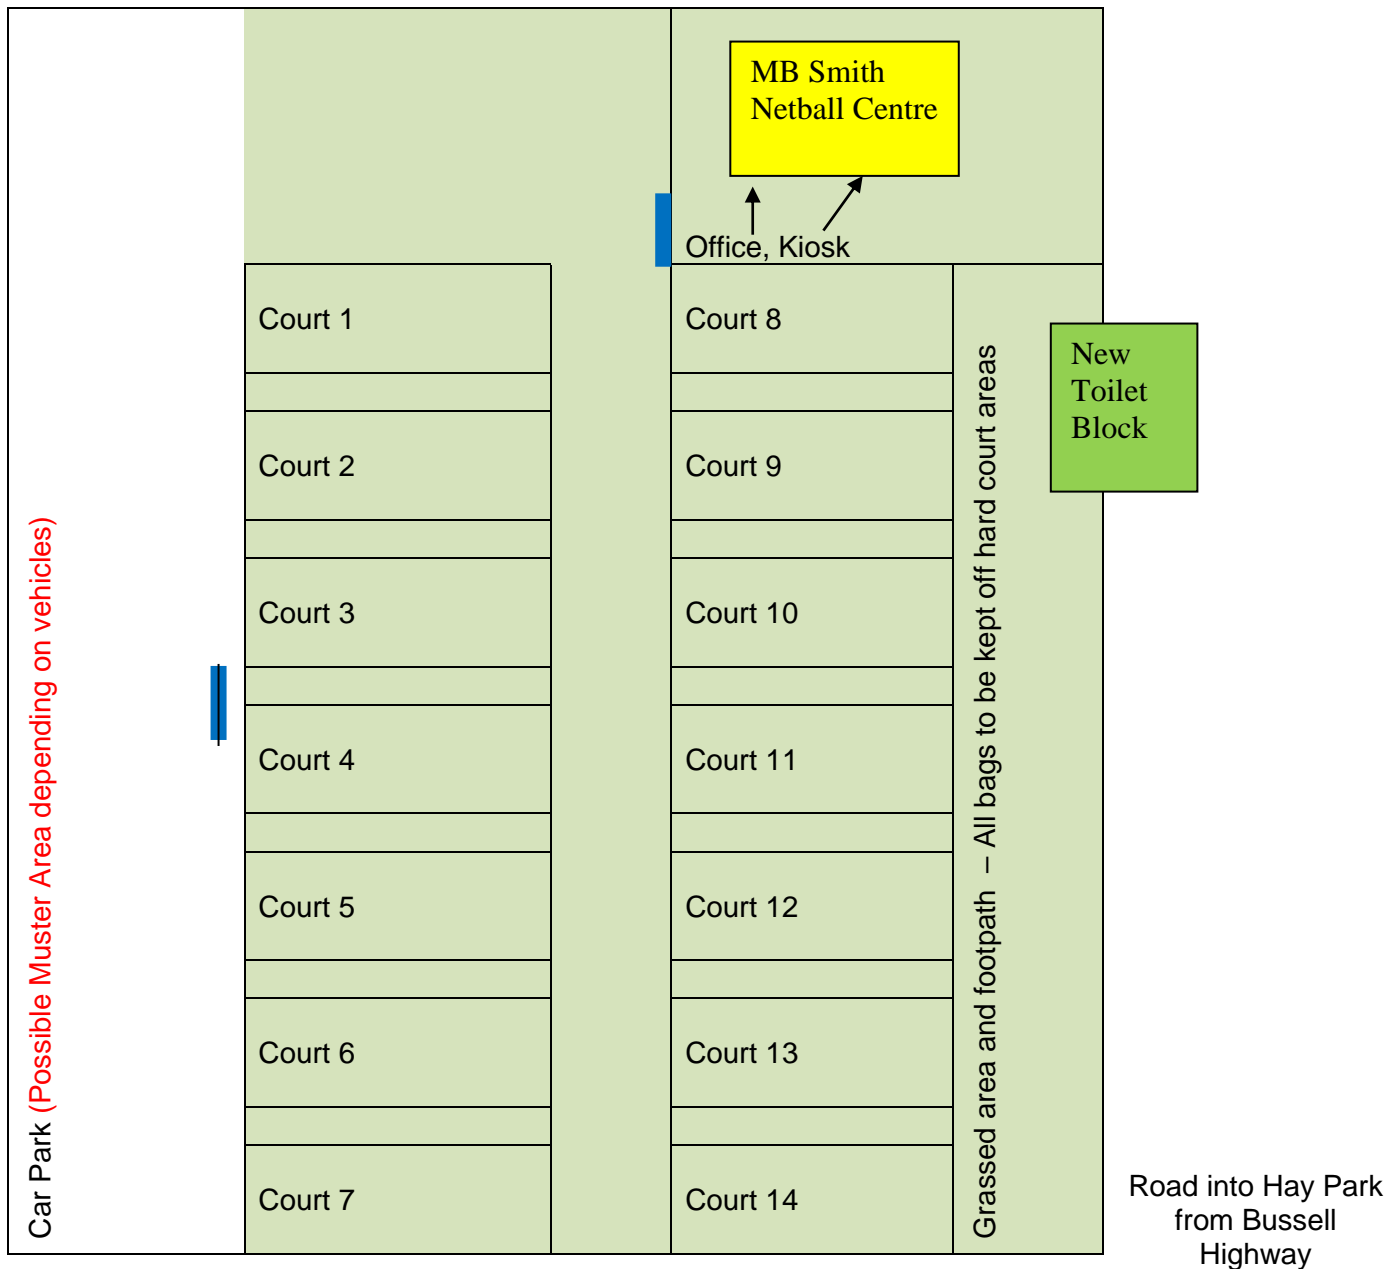 MB Smith
Netball Centre
Office, Kiosk
Court 1
Court 8
New
Toilet
Block
Court 2
Court 9
Court 3
Court 10
Court 4
Court 11
Court 5
Court 12
Court 6
Court 13
Court 7
Court 14
Car Park (Possible Muster Area depending on vehicles)
Grassed area and footpath – All bags to be kept off hard court areas
Road into Hay Park
from Bussell
Highway